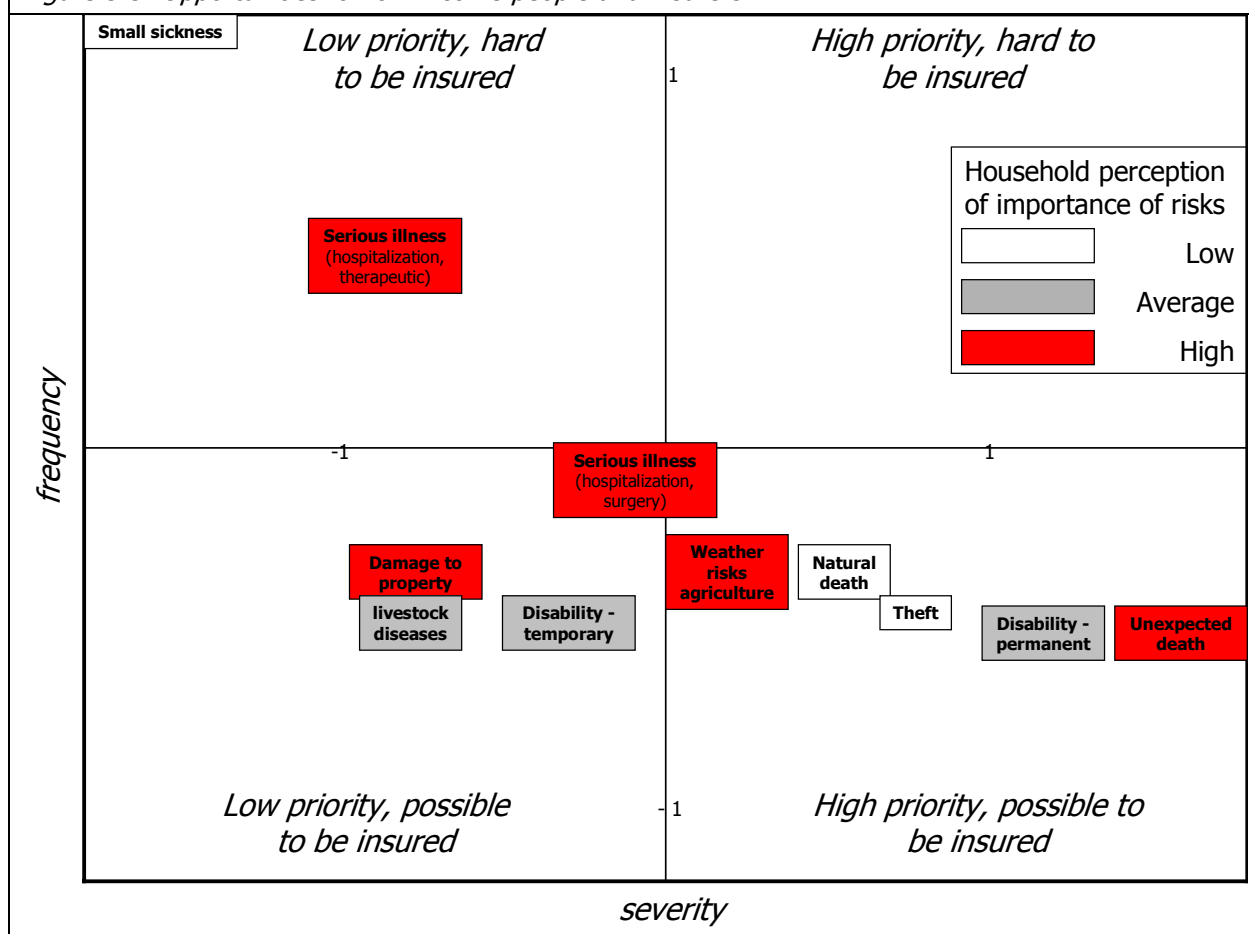 Small sickness
Low priority, hard
to be insured
High priority, hard to
be insured
1
Household perception
of importance of risks
Low
Average
High
Serious illness
(hospitalization,
therapeutic)
frequency
-1
1
Serious illness
(hospitalization,
surgery)
Weather
risks
agriculture
Natural
death
Damage to
property
livestock
diseases
Disability -
temporary
Theft
Disability -
permanent
Unexpected
death
Low priority, possible
to be insured
-1
High priority, possible to
be insured
severity